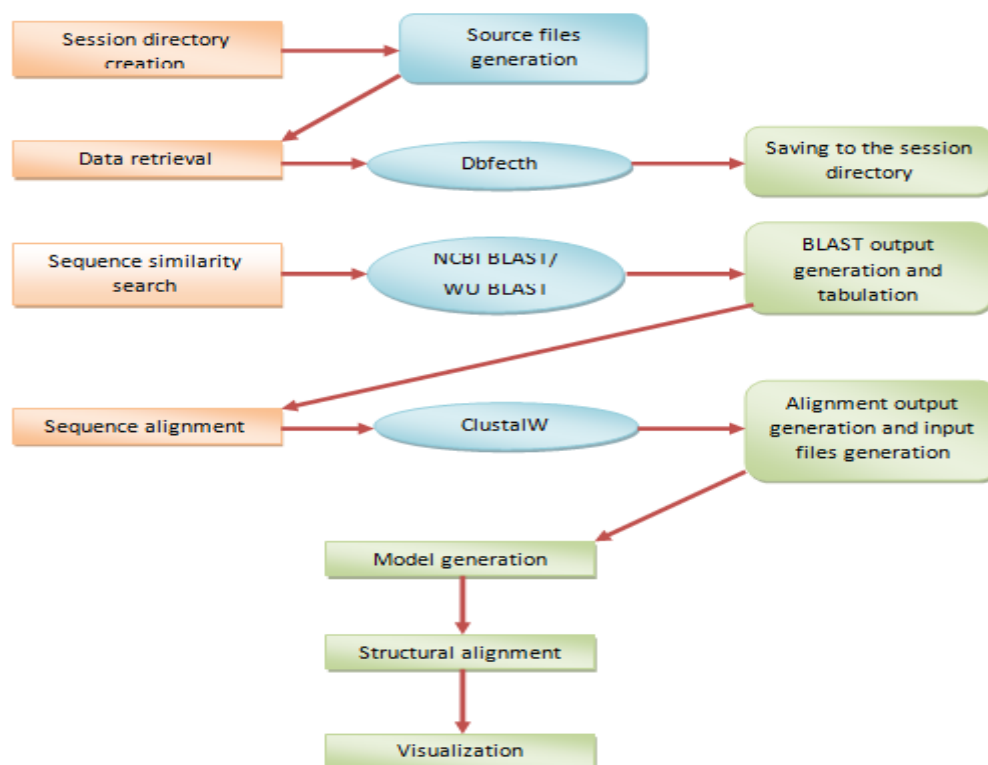 Session directory
creation
Source files
generation
Data retrieval
Dbfecth
Saving to the session
directory
Sequence similarity
search
NCBI BLAST/
WU BLAST
BLAST output
generation and
tabulation
Sequence alignment
ClustalW
Alignment output
generation and input
files generation
Model generation
Structural alignment
Visualization